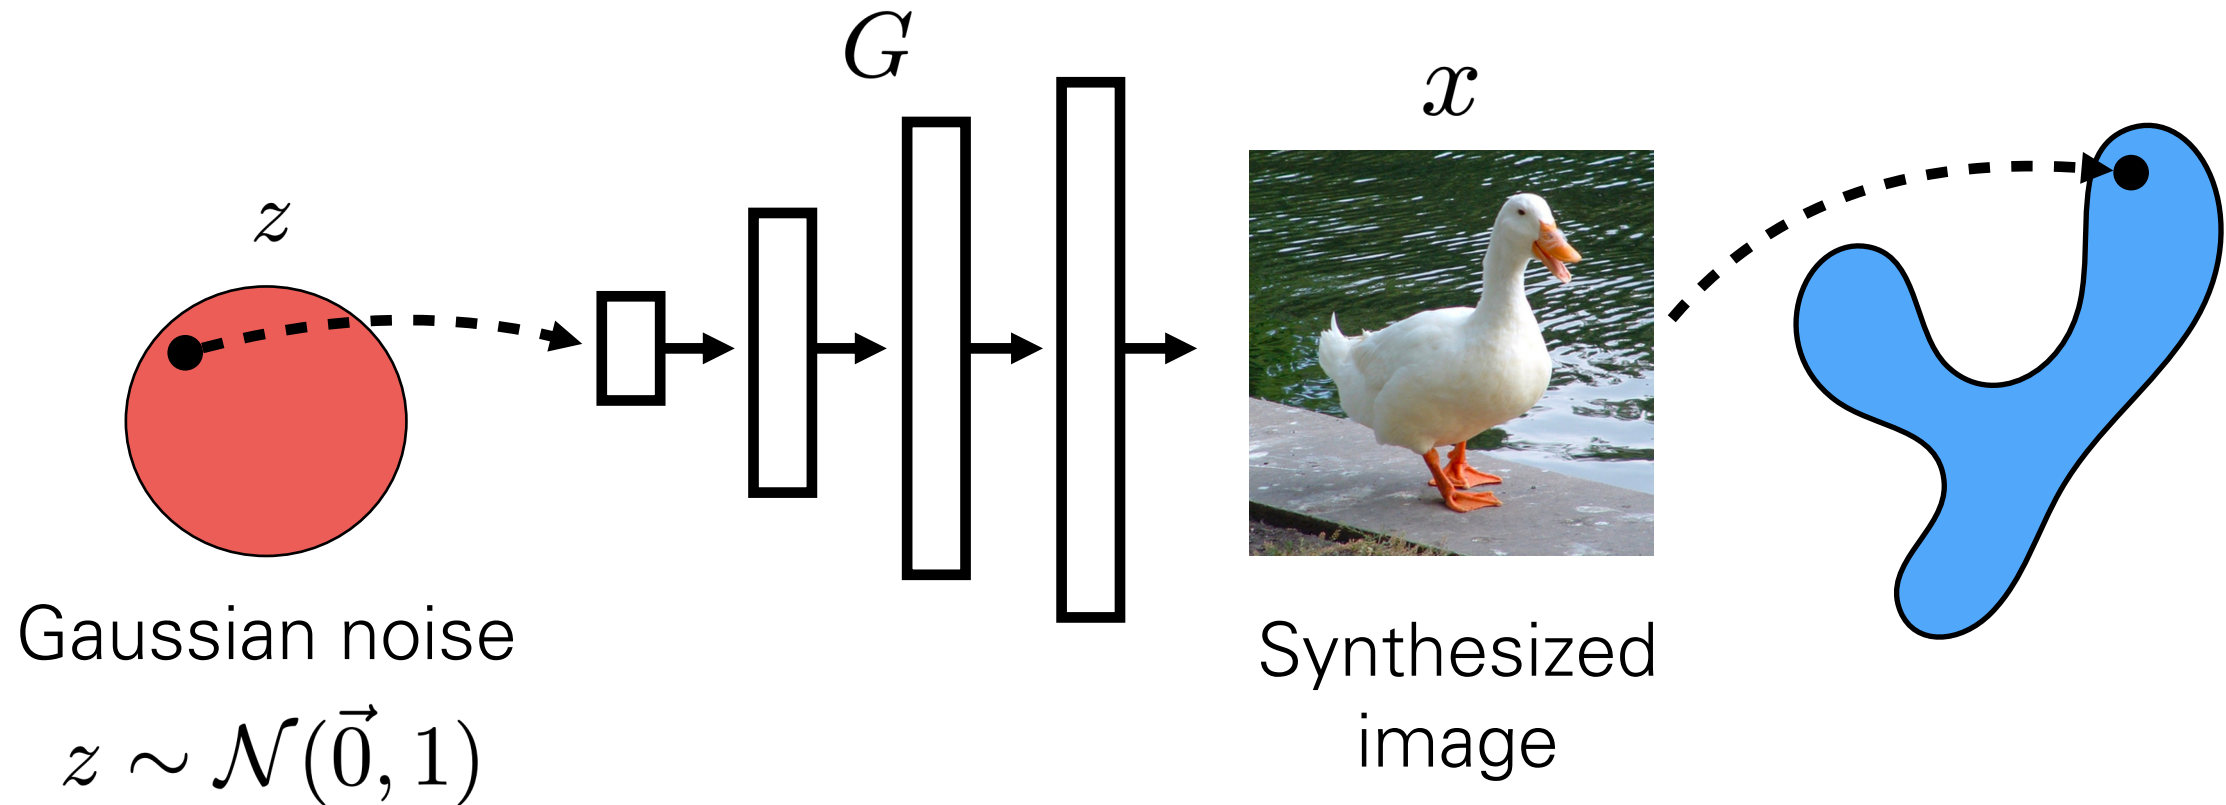 G
x
z
Gaussian noise
z ∼ 𝒩(0⃗, 1)
Synthesized
image